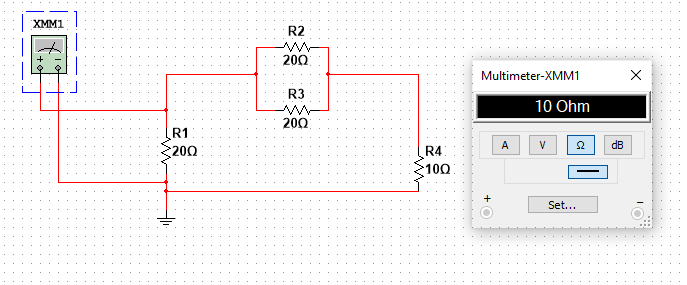 XMM1
R2
20Ω
R3
20Ω
R1
20Ω
R4
10Ω
Multimeter-XMM1
10 Ohm
A V Ω dB
+ −
Set...